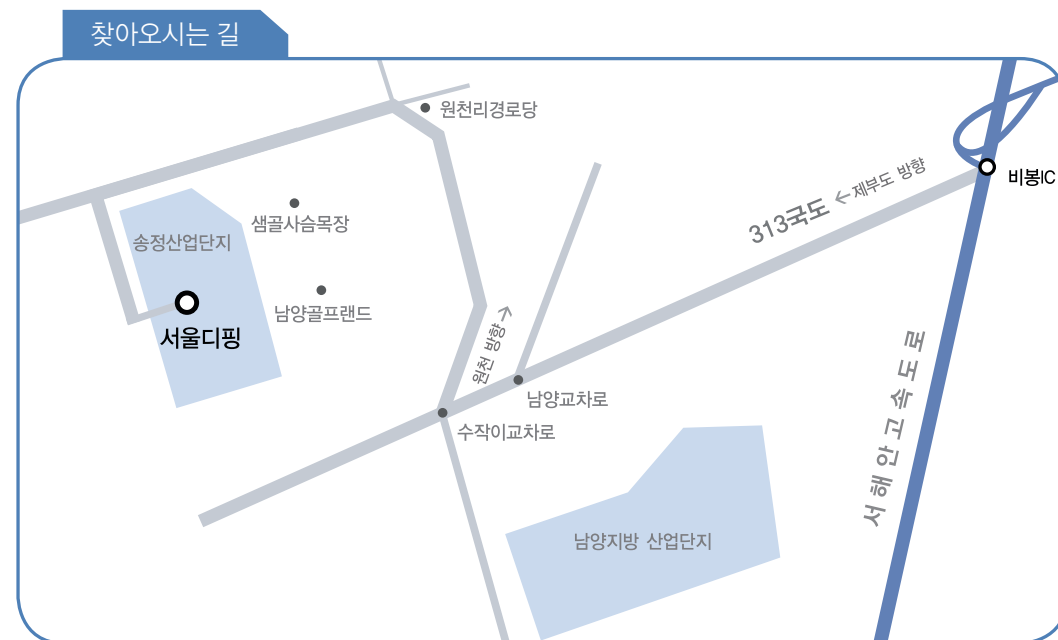 찾아오시는 길
원천리경로당
비봉IC
←제부도 방향
313국도
샘골사슴목장
송정산업단지
남양골프랜드
서울디핑
원천 방향→
남양교차로
수작이교차로
서해안고속도로
남양지방 산업단지